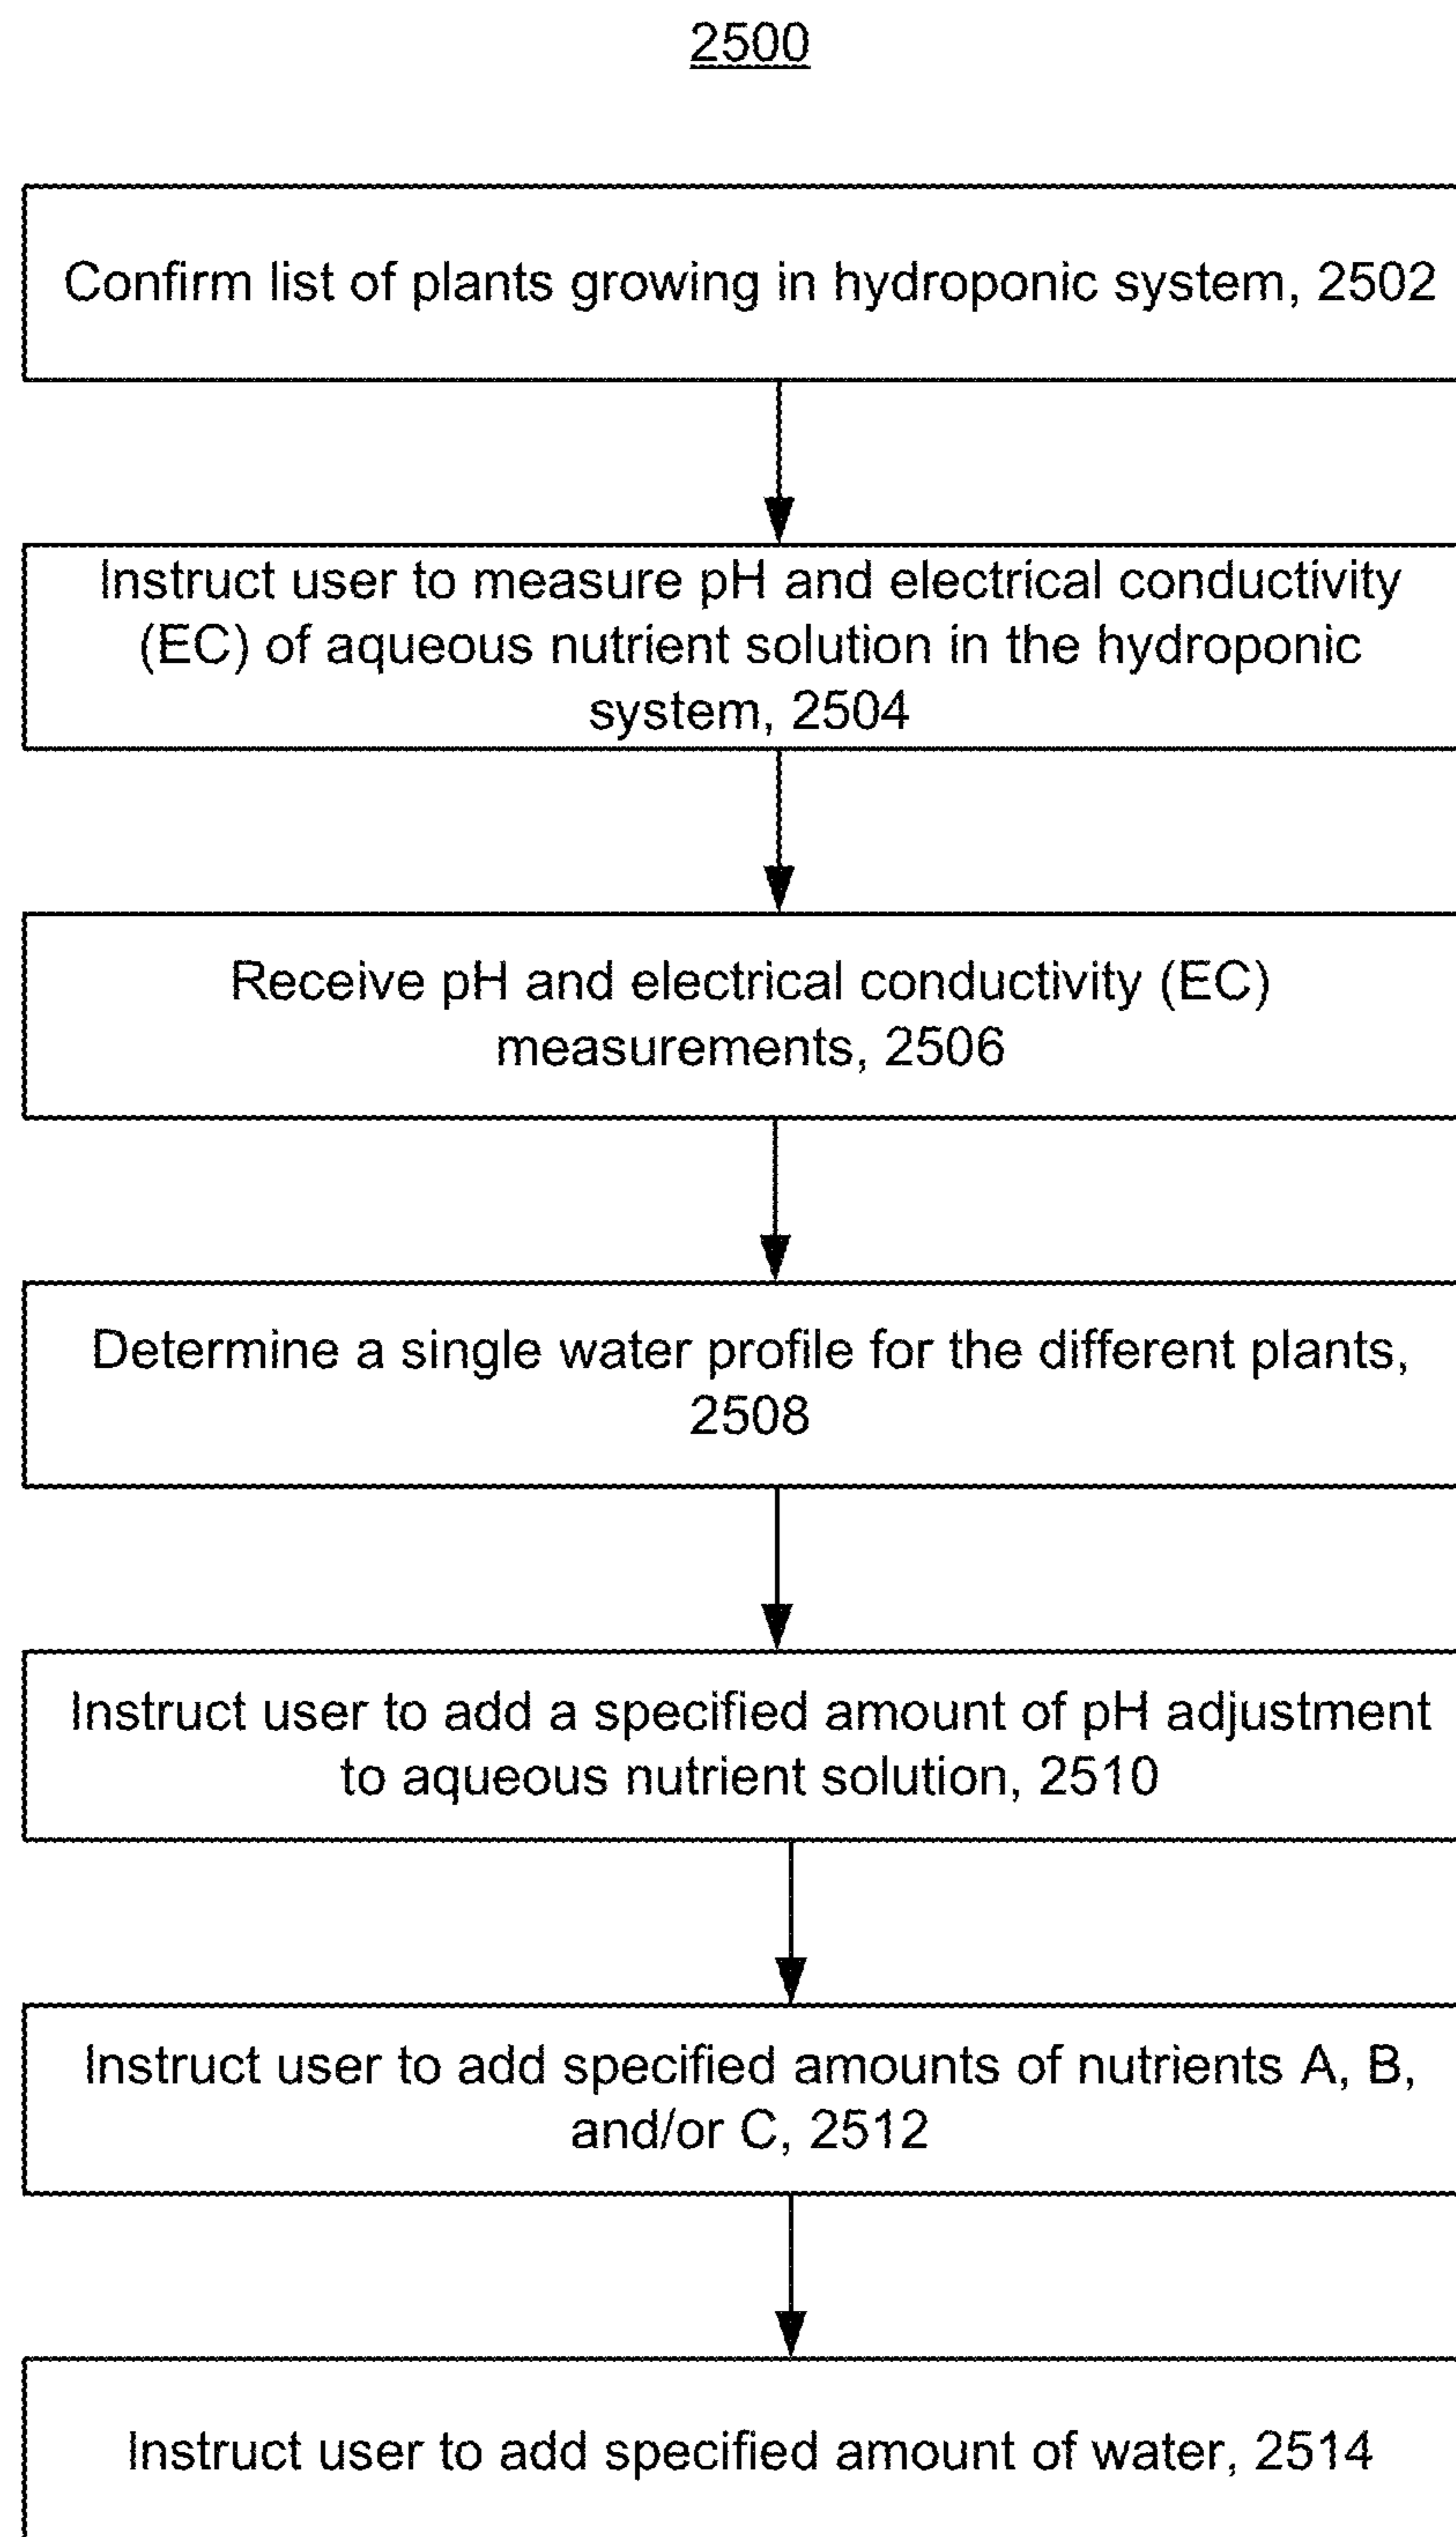 2500
Confirm list of plants growing in hydroponic system, 2502
Instruct user to measure pH and electrical conductivity
(EC) of aqueous nutrient solution in the hydroponic
system, 2504
Receive pH and electrical conductivity (EC)
measurements, 2506
Determine a single water profile for the different plants,
2508
Instruct user to add a specified amount of pH adjustment
to aqueous nutrient solution, 2510
Instruct user to add specified amounts of nutrients A, B,
and/or C, 2512
Instruct user to add specified amount of water, 2514